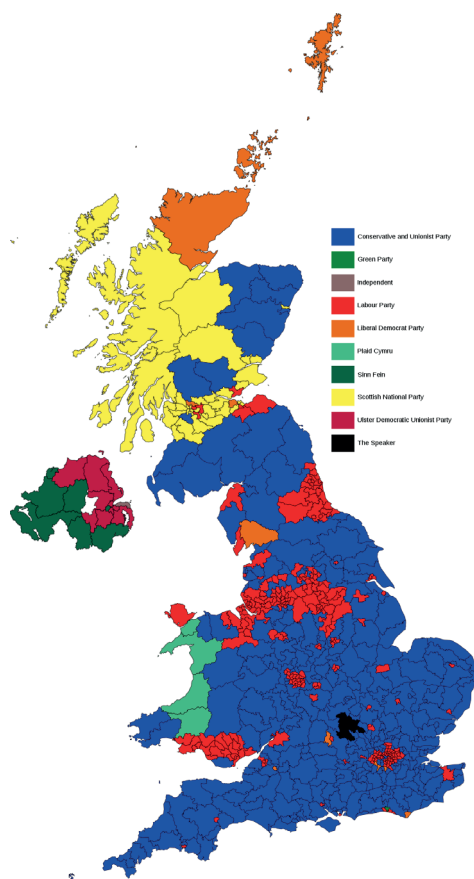 Conservative and Unionist Party
Green Party
Independent
Labour Party
Liberal Democrat Party
Plaid Cymru
Sinn Fein
Scottish National Party
Ulster Democratic Unionist Party
The Speaker